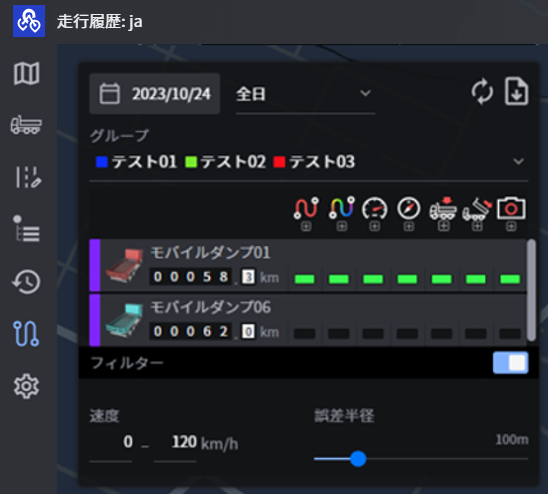 走行履歴: ja
2023/10/24 全日
グループ
テスト01 テスト02 テスト03
モバイルダンプ01
00058.3 km
モバイルダンプ06
00062.0 km
フィルター
速度 誤差半径
0 – 120 km/h 100m